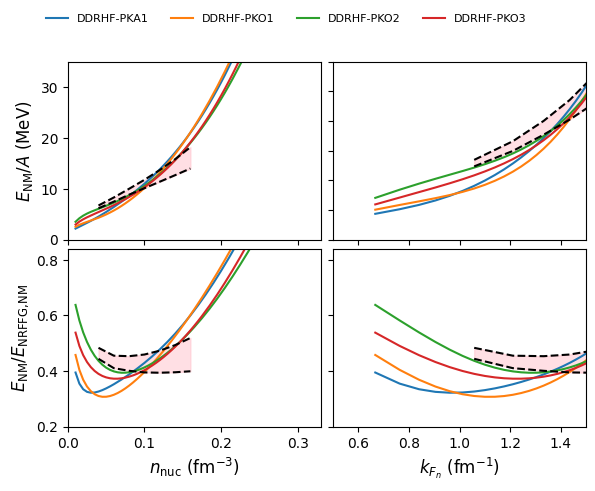 DDRHF-PKA1 DDRHF-PKO1 DDRHF-PKO2 DDRHF-PKO3
E_NM/A (MeV)
30
20
10
0
E_NM/E_NRFFG,NM
0.8
0.6
0.4
0.2
0.0 0.1 0.2 0.3
n_nuc (fm⁻³)
0.6 0.8 1.0 1.2 1.4
k_{F_n} (fm⁻¹)